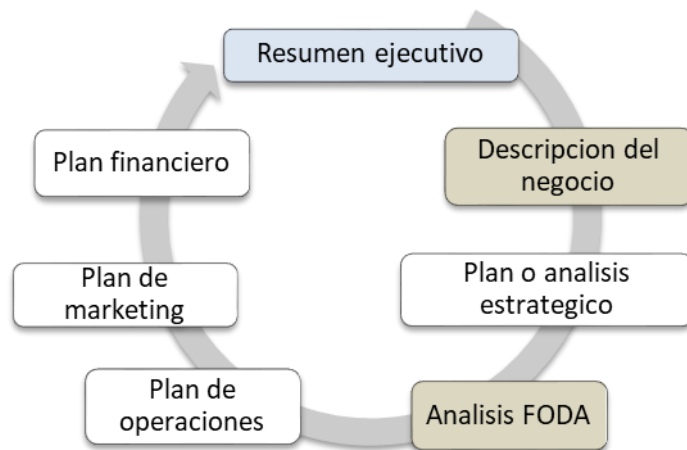 Resumen ejecutivo
Descripcion del
negocio
Plan o analisis
estrategico
Analisis FODA
Plan de
operaciones
Plan de
marketing
Plan financiero